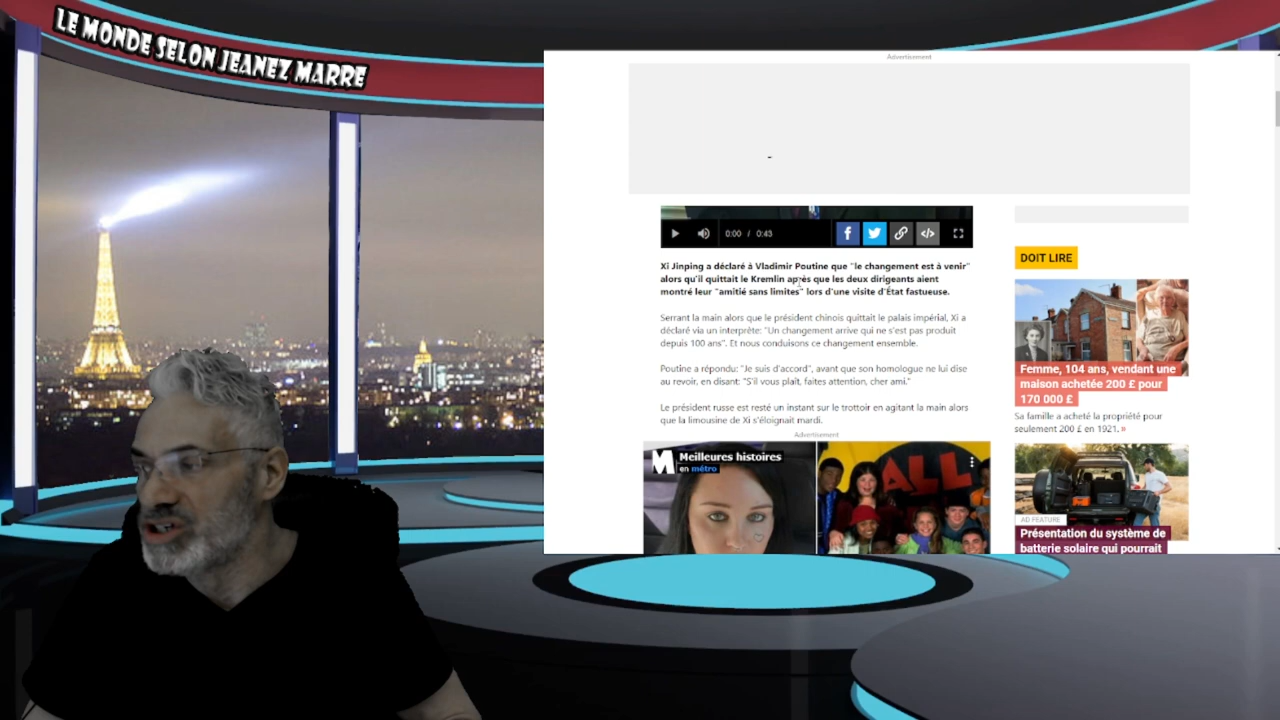 LE MONDE SELON JEANEZ MARRE
Advertisement
0:00 / 0:43
Xi Jinping a déclaré à Vladimir Poutine que "le changement est à venir"
alors qu'il quittait le Kremlin après que les deux dirigeants aient
montré leur "amitié sans limites" lors d'une visite d'État fastueuse.
Serrant la main alors que le président chinois quittait le palais impérial, Xi a
déclaré via un interprète: "Un changement arrive qui ne s'est pas produit
depuis 100 ans". Et nous conduisons ce changement ensemble.
Poutine a répondu: "Je suis d'accord", avant que son homologue ne lui dise
au revoir, en disant: "S'il vous plaît, faites attention, cher ami."
Le président russe est resté un instant sur le trottoir en agitant la main alors
que la limousine de Xi s'éloignait mardi.
Advertisement
M Meilleures histoires
en métro
ALL
DOIT LIRE
Femme, 104 ans, vendant une
maison achetée 200 £ pour
170 000 £
Sa famille a acheté la propriété pour
seulement 200 £ en 1921. »
AD FEATURE
Présentation du système de
batterie solaire qui pourrait